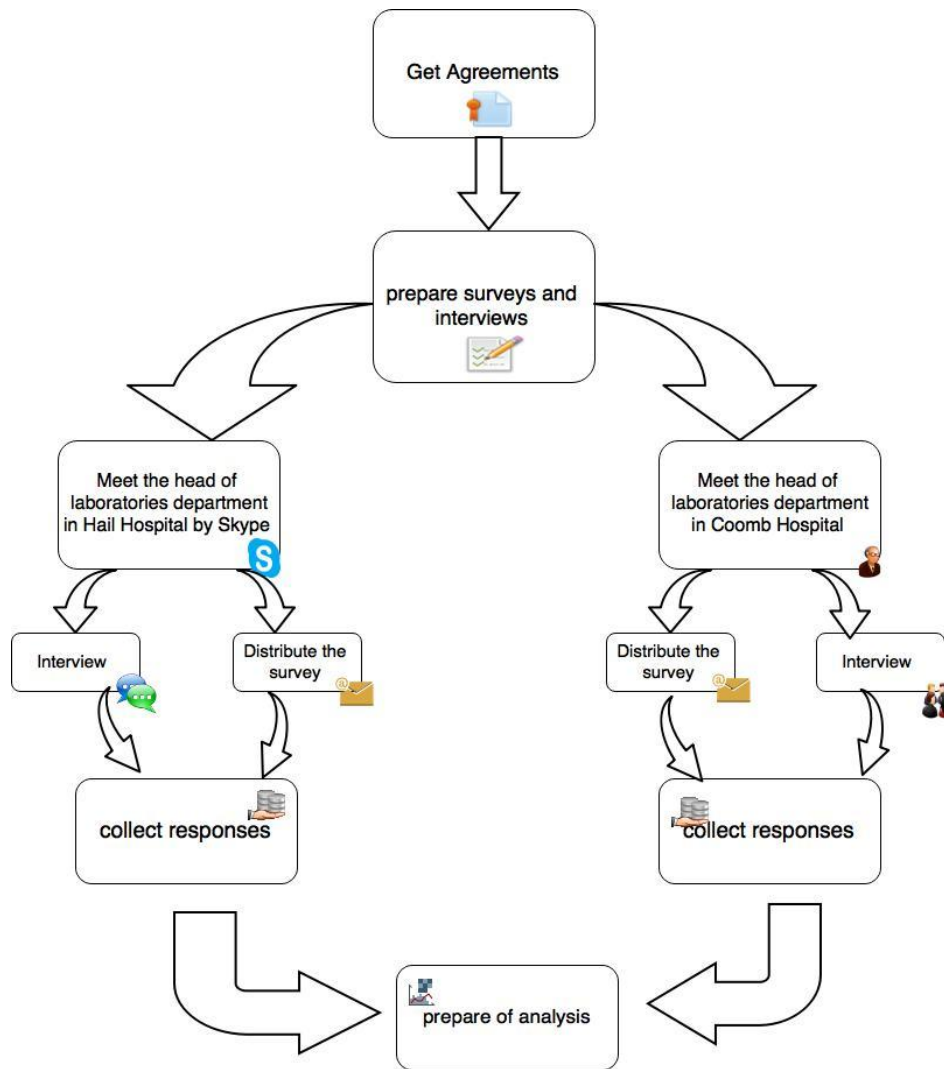 Get Agreements
prepare surveys and
interviews
Meet the head of
laboratories department
in Hail Hospital by Skype
S
Meet the head of
laboratories department
in Coomb Hospital
Interview
Distribute the
survey
@
Distribute the
survey
@
Interview
collect responses
collect responses
prepare of analysis